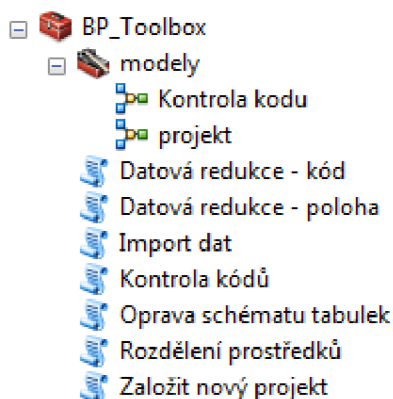 BP_Toolbox
modely
Kontrola kodu
projekt
Datová redukce - kód
Datová redukce - poloha
Import dat
Kontrola kódů
Oprava schématu tabulek
Rozdělení prostředků
Založit nový projekt